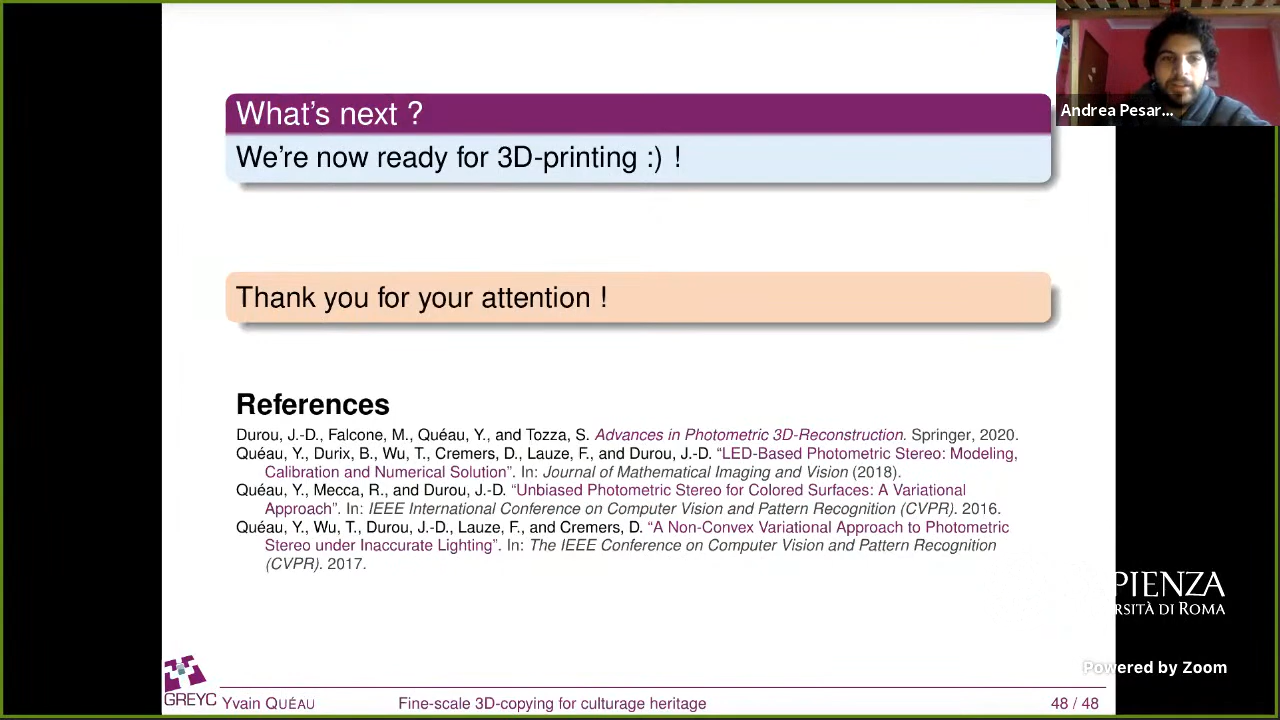 What's next ?
We're now ready for 3D-printing :) !
Andrea Pesar...
Thank you for your attention !
References
Durou, J.-D., Falcone, M., Quéau, Y., and Tozza, S. Advances in Photometric 3D-Reconstruction. Springer, 2020.
Quéau, Y., Durix, B., Wu, T., Cremers, D., Lauze, F., and Durou, J.-D. “LED-Based Photometric Stereo: Modeling,
Calibration and Numerical Solution”. In: Journal of Mathematical Imaging and Vision (2018).
Quéau, Y., Mecca, R., and Durou, J.-D. “Unbiased Photometric Stereo for Colored Surfaces: A Variational
Approach”. In: IEEE International Conference on Computer Vision and Pattern Recognition (CVPR). 2016.
Quéau, Y., Wu, T., Durou, J.-D., Lauze, F., and Cremers, D. “A Non-Convex Variational Approach to Photometric
Stereo under Inaccurate Lighting”. In: The IEEE Conference on Computer Vision and Pattern Recognition
(CVPR). 2017.
PIENZA
RSITÀ DI ROMA
Powered by Zoom
GREYC
Yvain QUÉAU Fine-scale 3D-copying for culturage heritage 48 / 48